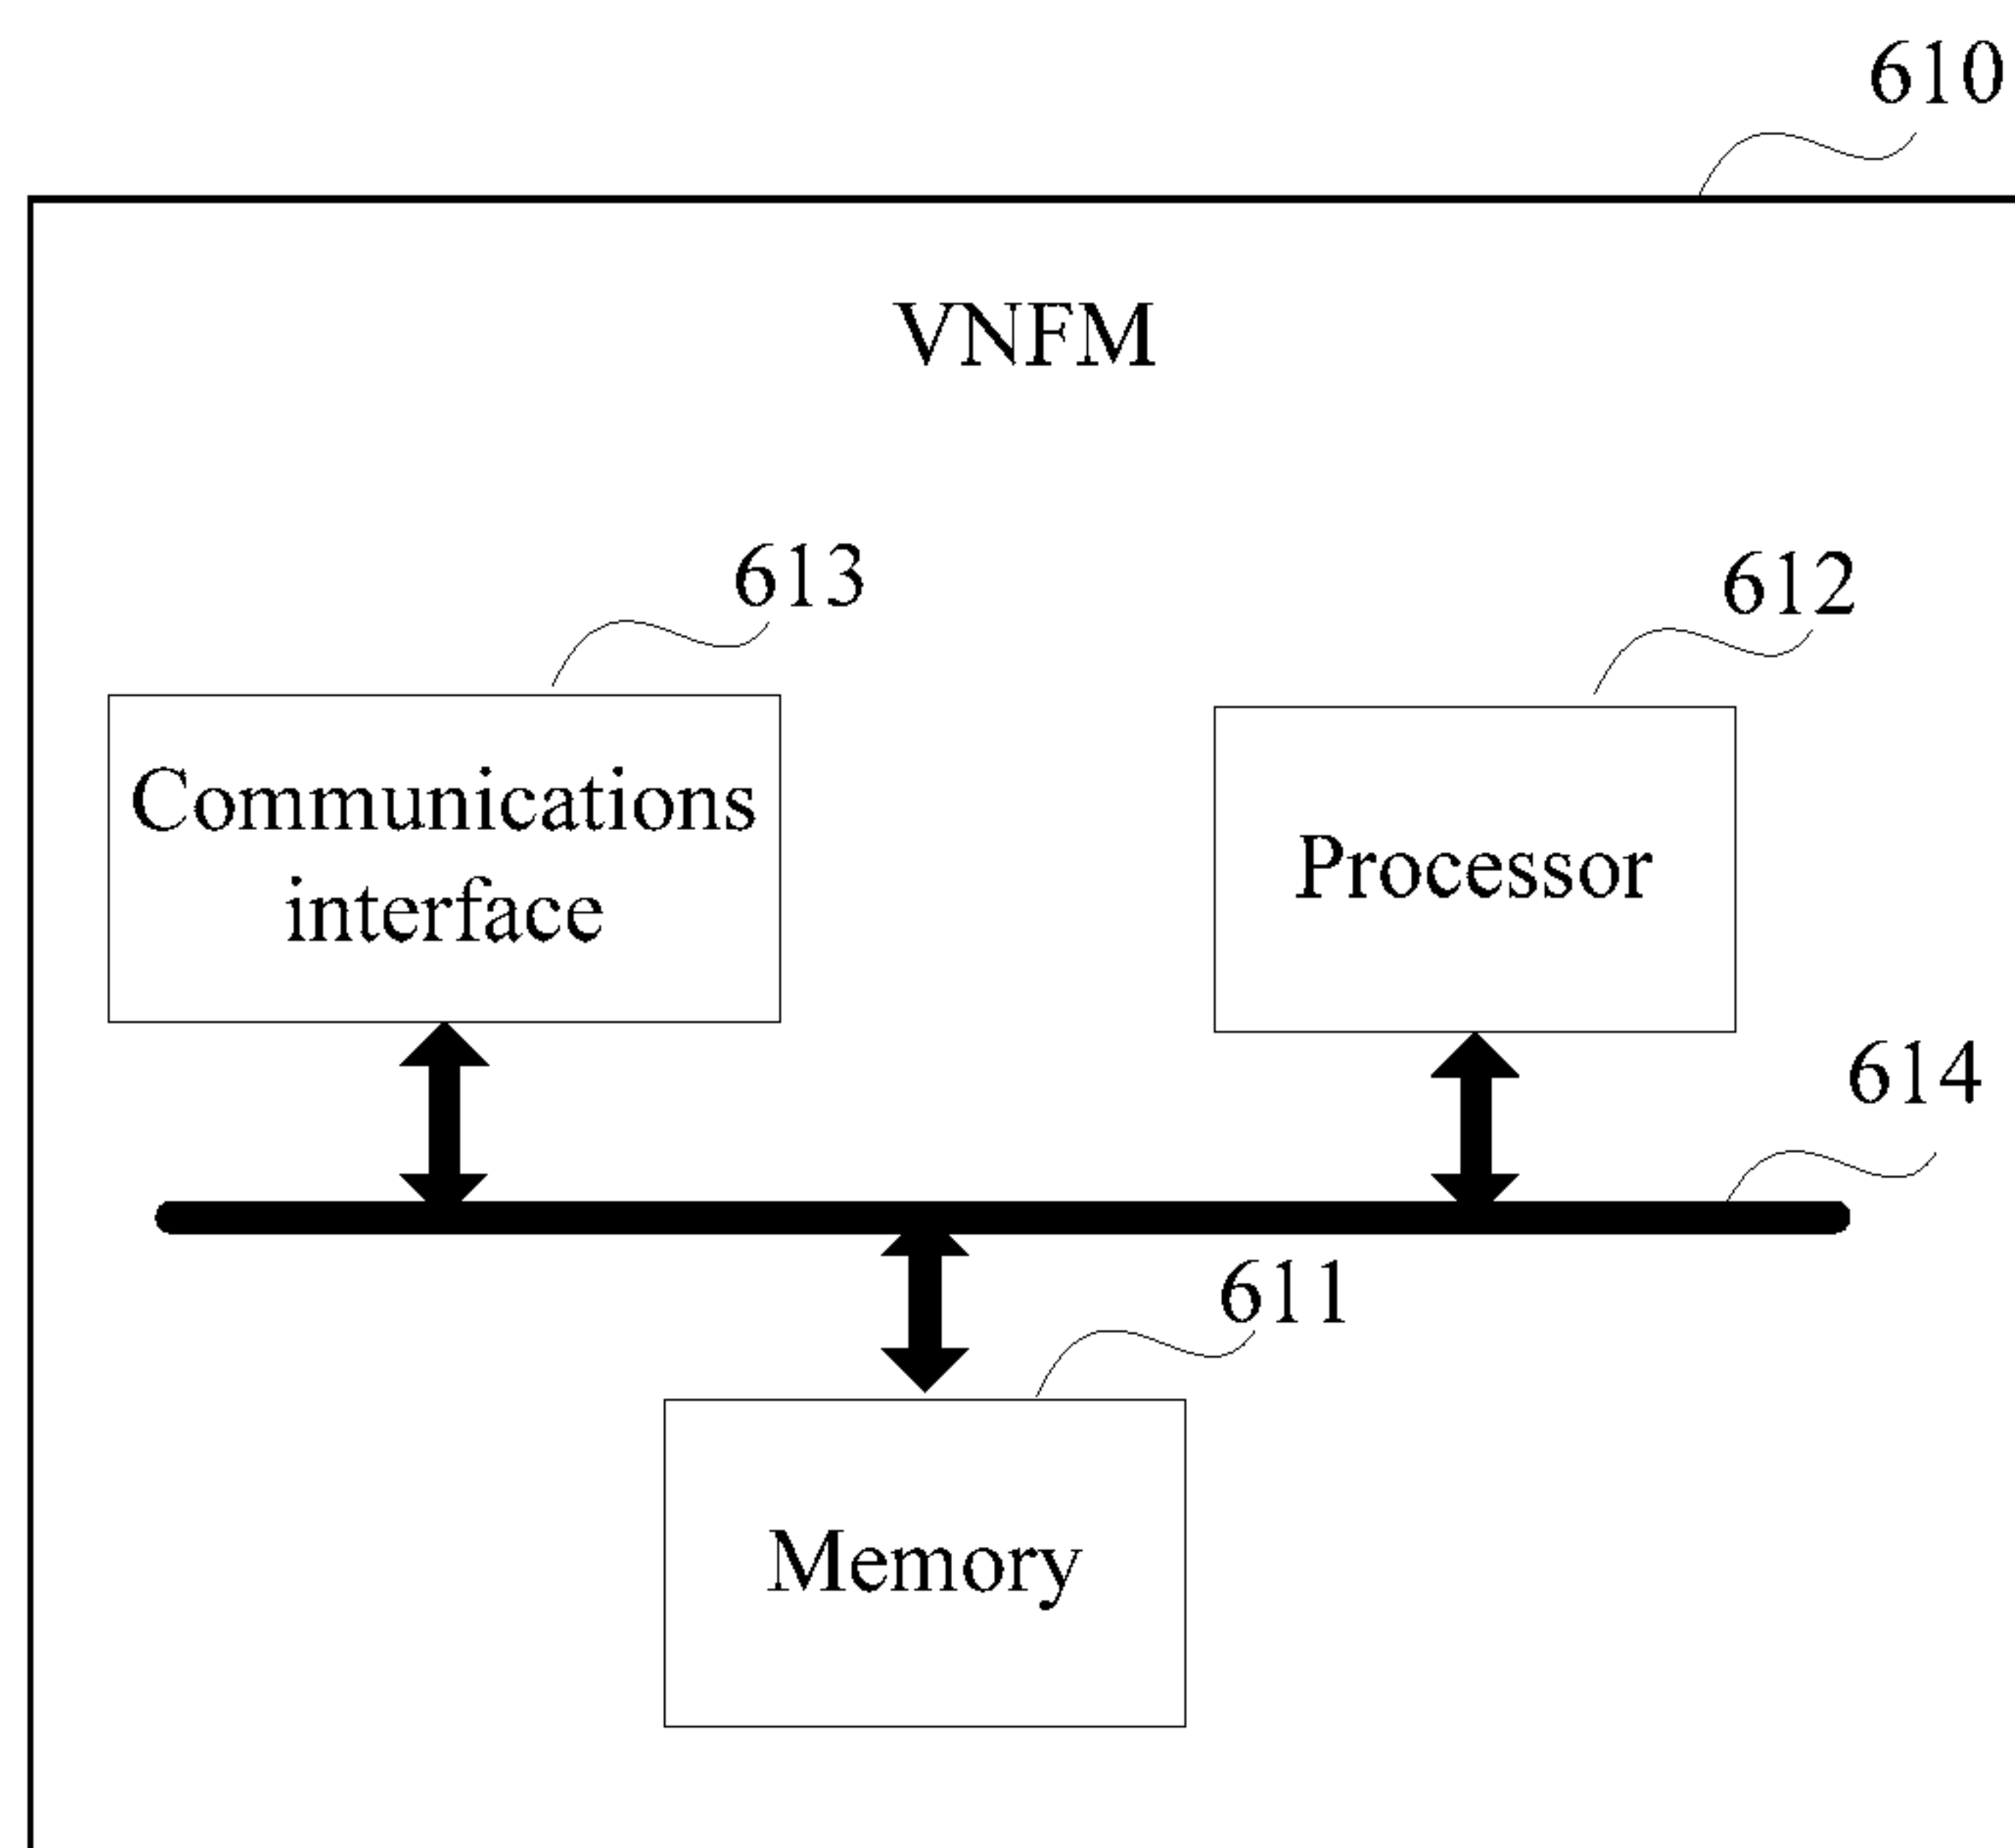 610
VNFM
613
612
Communications
interface
Processor
614
611
Memory